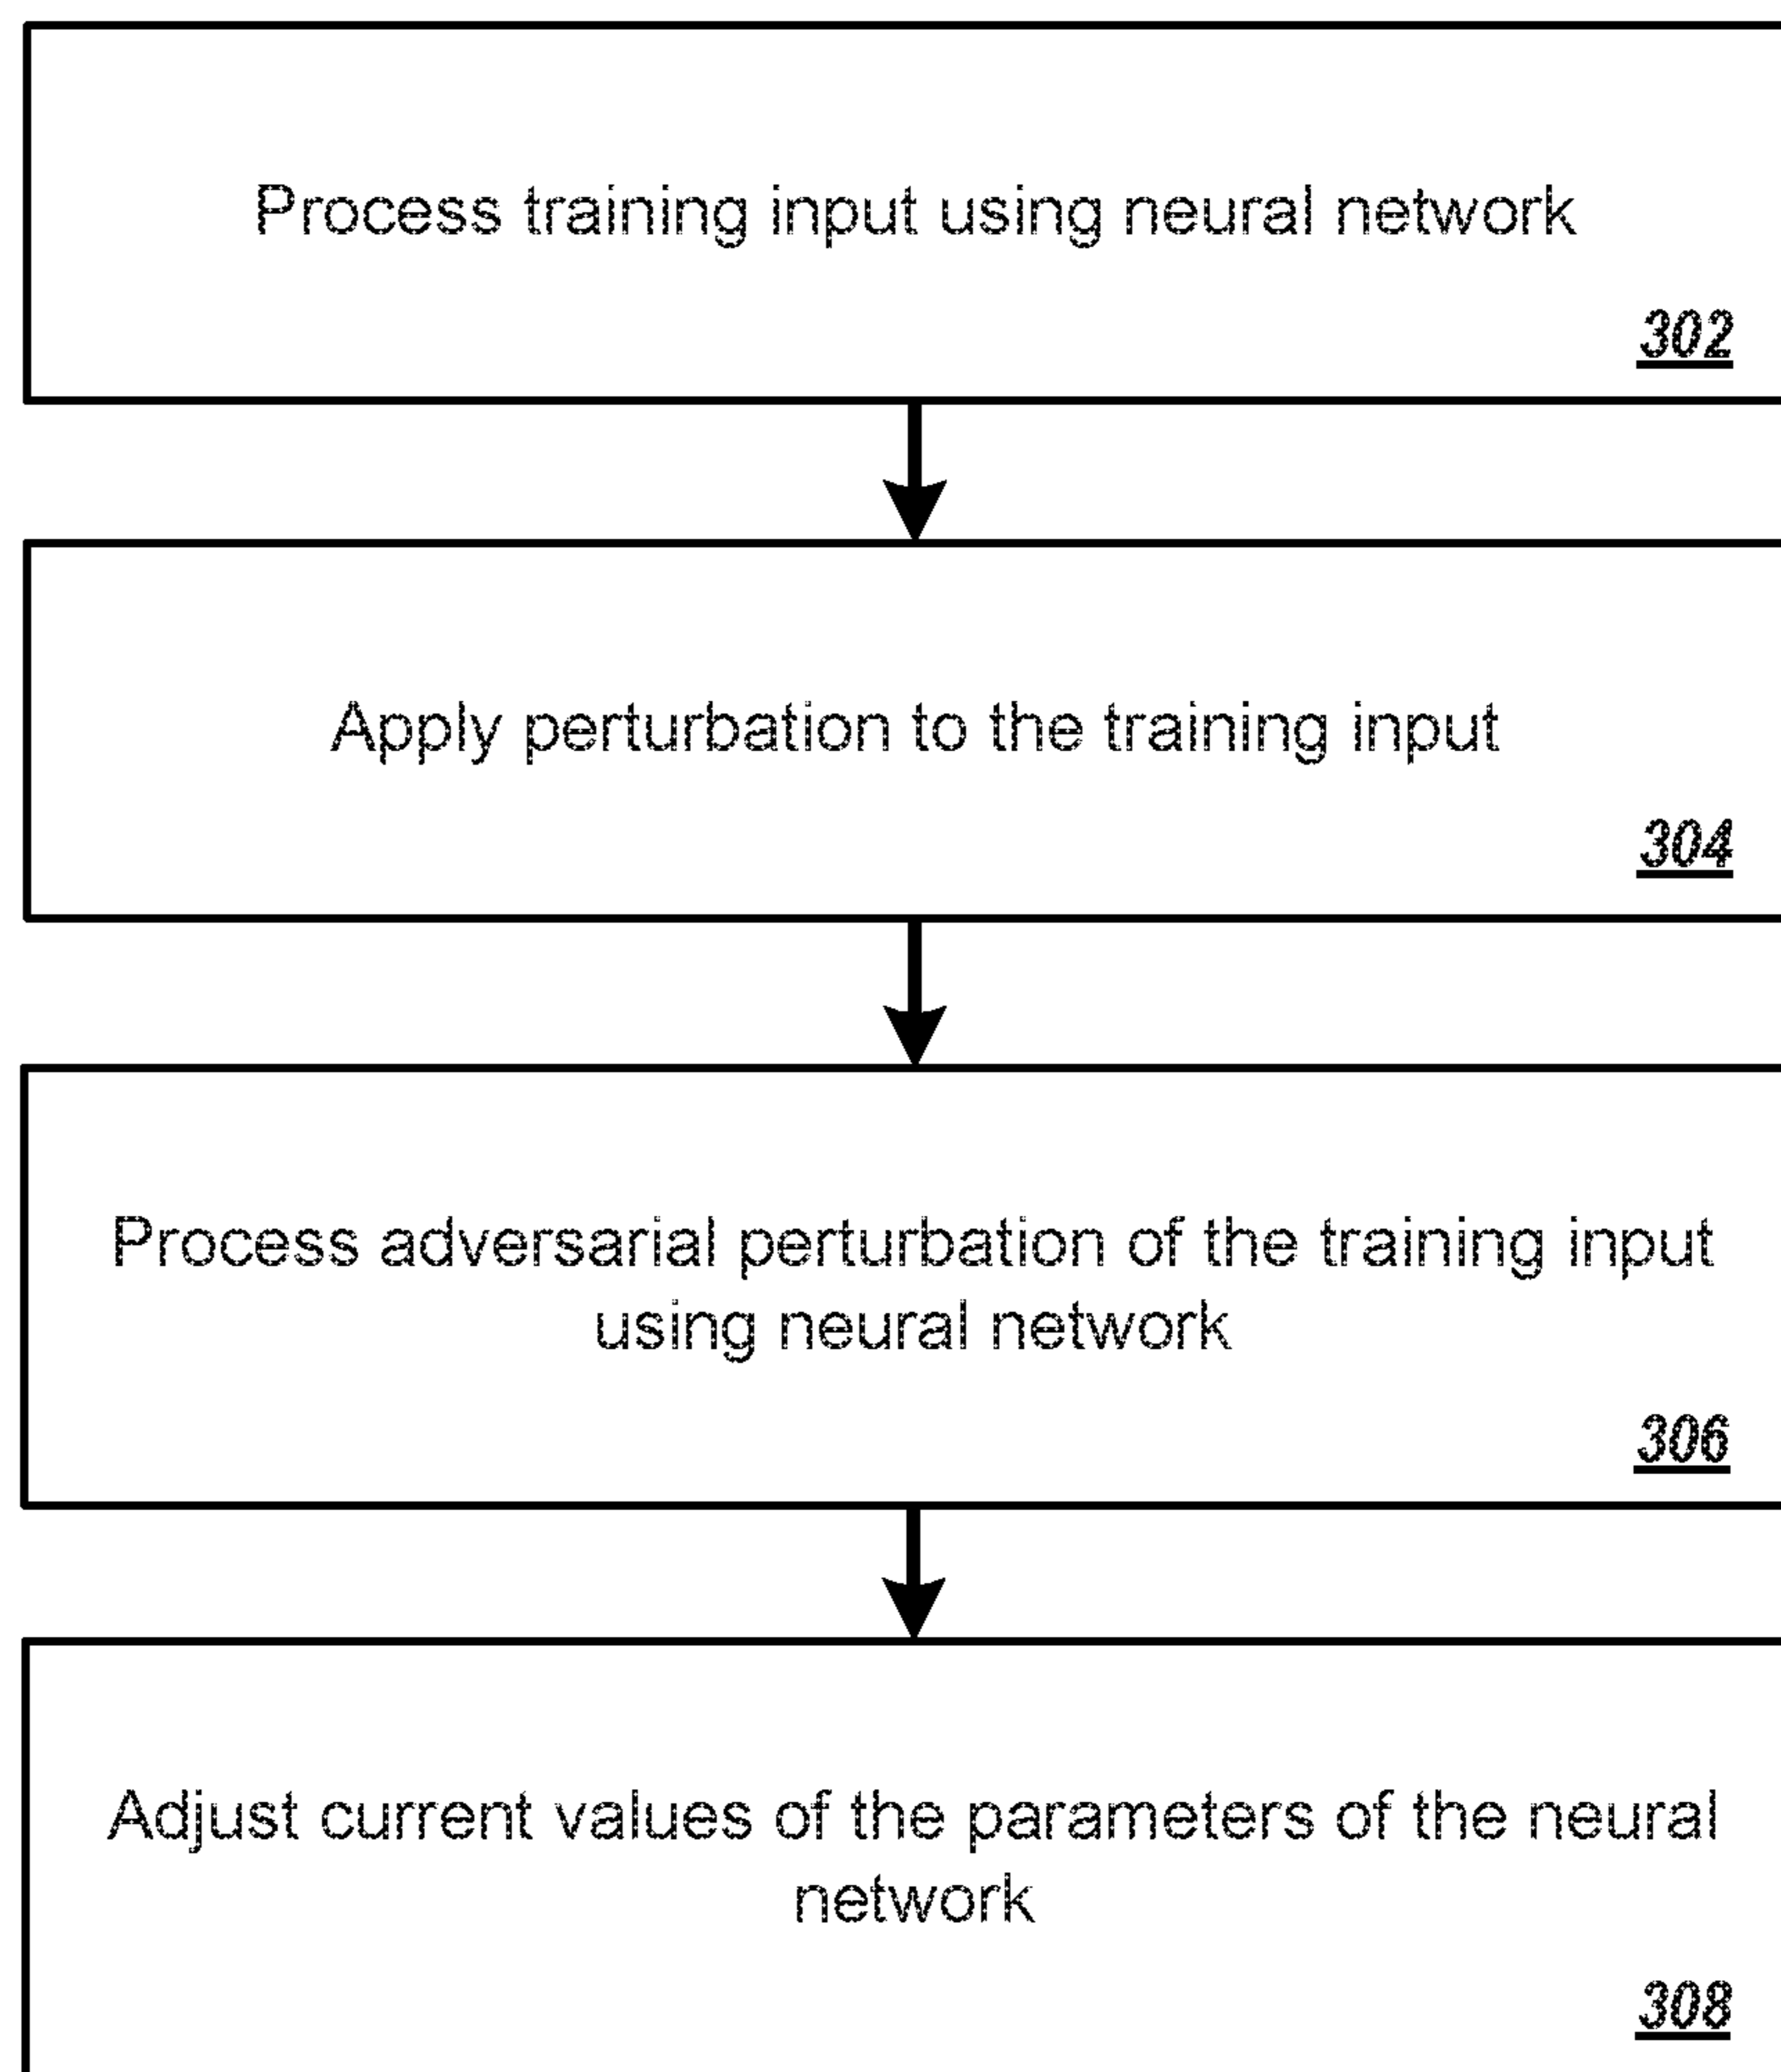 Process training input using neural network
302
Apply perturbation to the training input
304
Process adversarial perturbation of the training input
using neural network
306
Adjust current values of the parameters of the neural
network
308